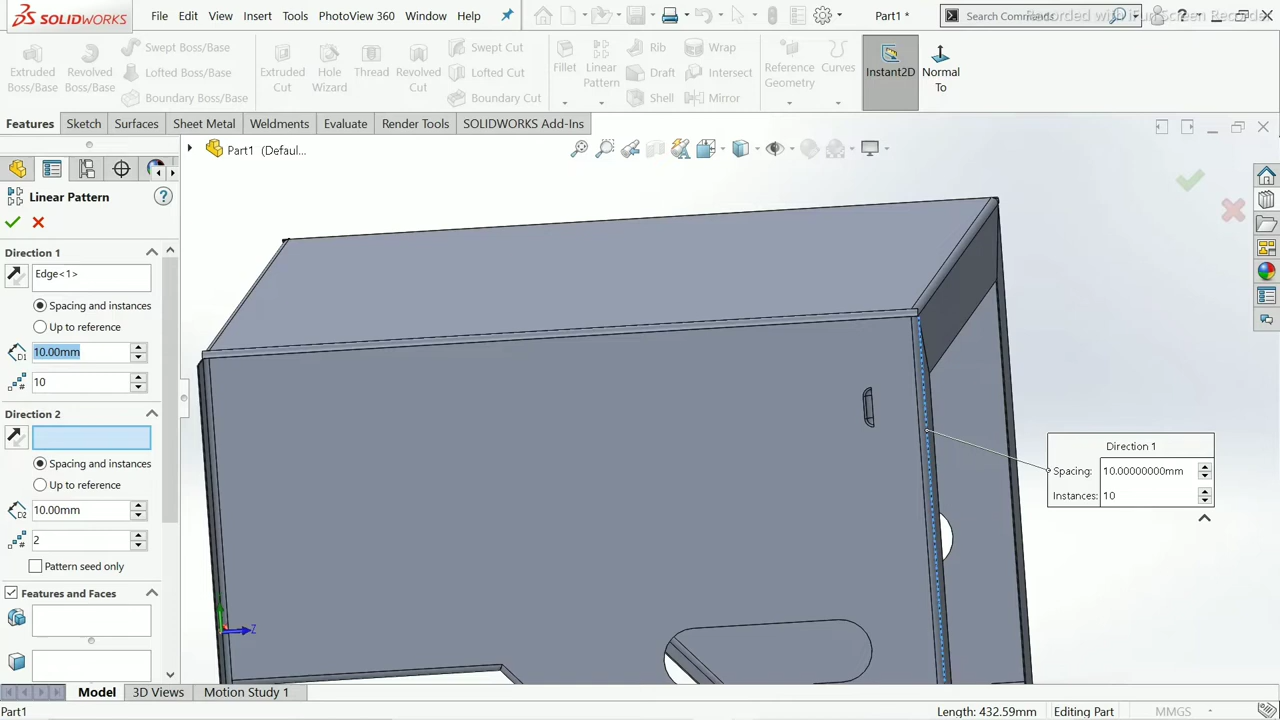 SOLIDWORKS
File Edit View Insert Tools PhotoView 360 Window Help
Part1 *
Search Commands
Extruded Boss/Base
Revolved Boss/Base
Swept Boss/Base
Lofted Boss/Base
Boundary Boss/Base
Extruded Cut
Hole Wizard
Thread
Revolved Cut
Swept Cut
Lofted Cut
Boundary Cut
Fillet
Linear Pattern
Rib
Draft
Shell
Wrap
Intersect
Mirror
Reference Geometry
Curves
Instant2D
Normal To
Features Sketch Surfaces Sheet Metal Weldments Evaluate Render Tools SOLIDWORKS Add-Ins
Part1 (Defaul...
Linear Pattern
Direction 1
Edge<1>
Spacing and instances
Up to reference
D1 10.00mm
10
Direction 2
Spacing and instances
Up to reference
D2 10.00mm
2
Pattern seed only
Features and Faces
Z
Direction 1
Spacing: 10.00000000mm
Instances: 10
Model 3D Views Motion Study 1
Part1
Length: 432.59mm Editing Part MMGS